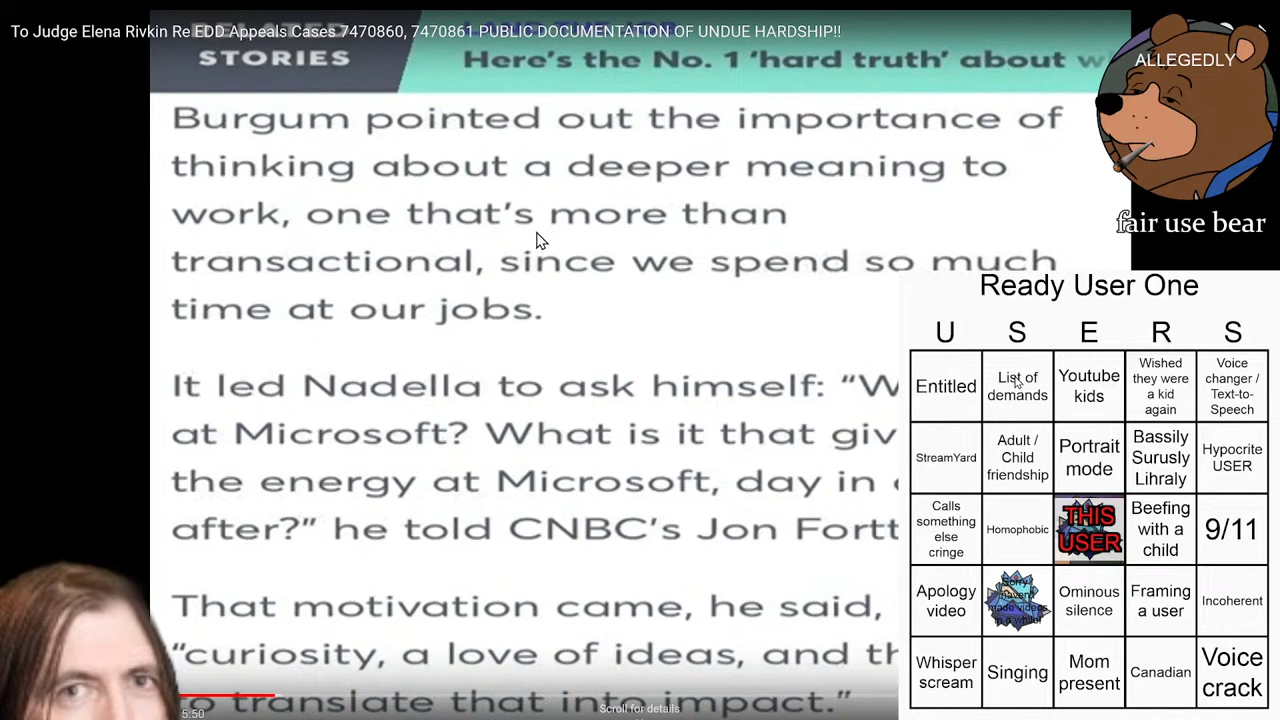 To Judge Elena Rivkin Re EDD Appeals Cases 7470860, 7470861 PUBLIC DOCUMENTATION OF UNDUE HARDSHIP!!
STORIES
Here's the No. 1 'hard truth' about w
ALLEGEDLY
fair use bear
Burgum pointed out the importance of
thinking about a deeper meaning to
work, one that's more than
transactional, since we spend so much
time at our jobs.
It led Nadella to ask himself: “W
at Microsoft? What is it that giv
the energy at Microsoft, day in
after?” he told CNBC's Jon Fortt
That motivation came, he said,
“curiosity, a love of ideas, and th
to translate that into impact.”
5:50
Scroll for details
Ready User One
U S E R S
Entitled
List of
demands
Youtube
kids
Wished
they were
a kid
again
Voice
changer /
Text-to-
Speech
StreamYard
Adult /
Child
friendship
Portrait
mode
Bassily
Surusly
Lihraly
Hypocrite
USER
Calls
something
else
cringe
Homophobic
THIS
USER
Beefing
with a
child
9/11
Apology
video
Sorry
haven't
made videos
in a while!
Ominous
silence
Framing
a user
Incoherent
Whisper
scream
Singing
Mom
present
Canadian
Voice
crack